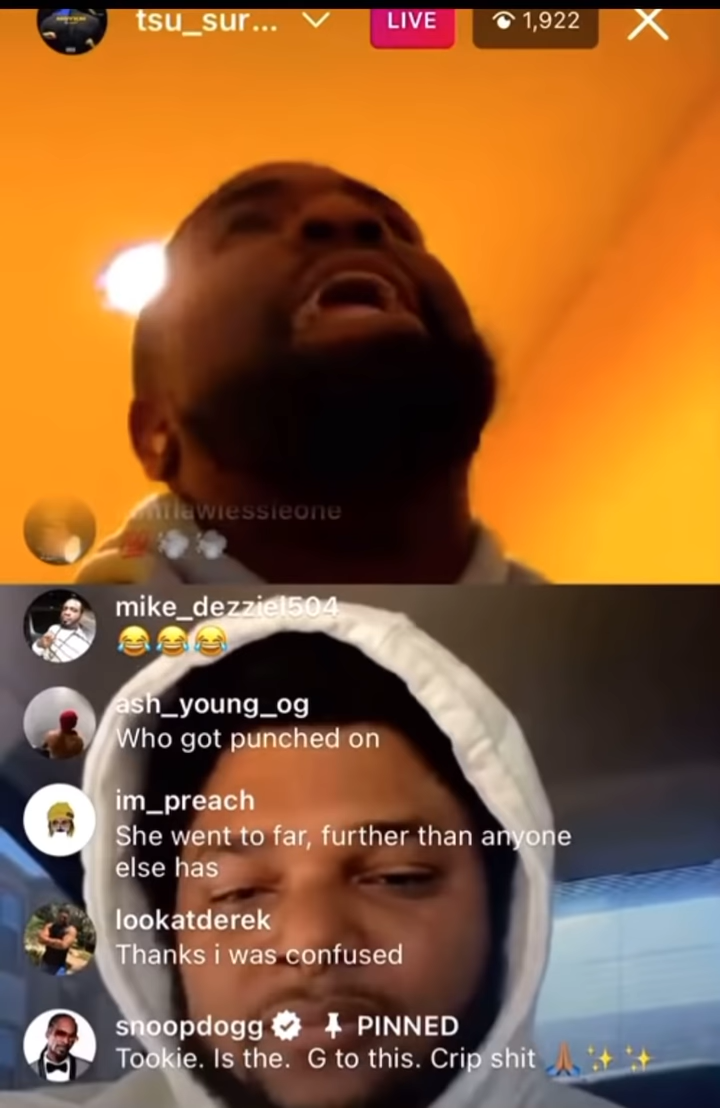 tsu_sur...
LIVE
1,922
mike_dezziel504
😂😂😂
ash_young_og
Who got punched on
im_preach
She went to far, further than anyone
else has
lookatderek
Thanks i was confused
snoopdogg PINNED
Tookie. Is the. G to this. Crip shit 🙏🏾✨✨